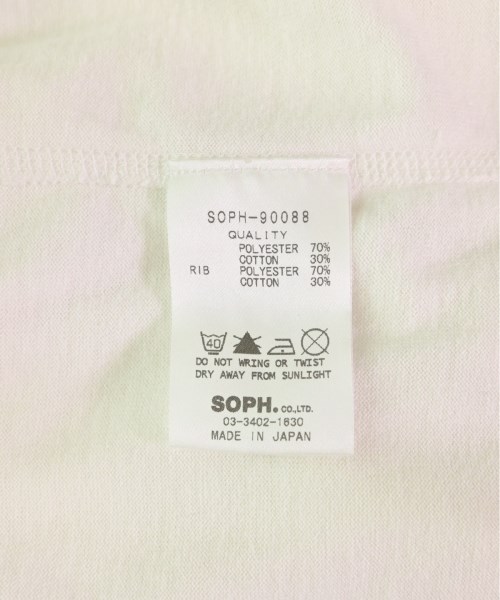 SOPH-90088
QUALITY
POLYESTER 70%
COTTON 30%
RIB POLYESTER 70%
COTTON 30%
40
DO NOT WRING OR TWIST
DRY AWAY FROM SUNLIGHT
SOPH. CO.,LTD.
03-3402-1830
MADE IN JAPAN